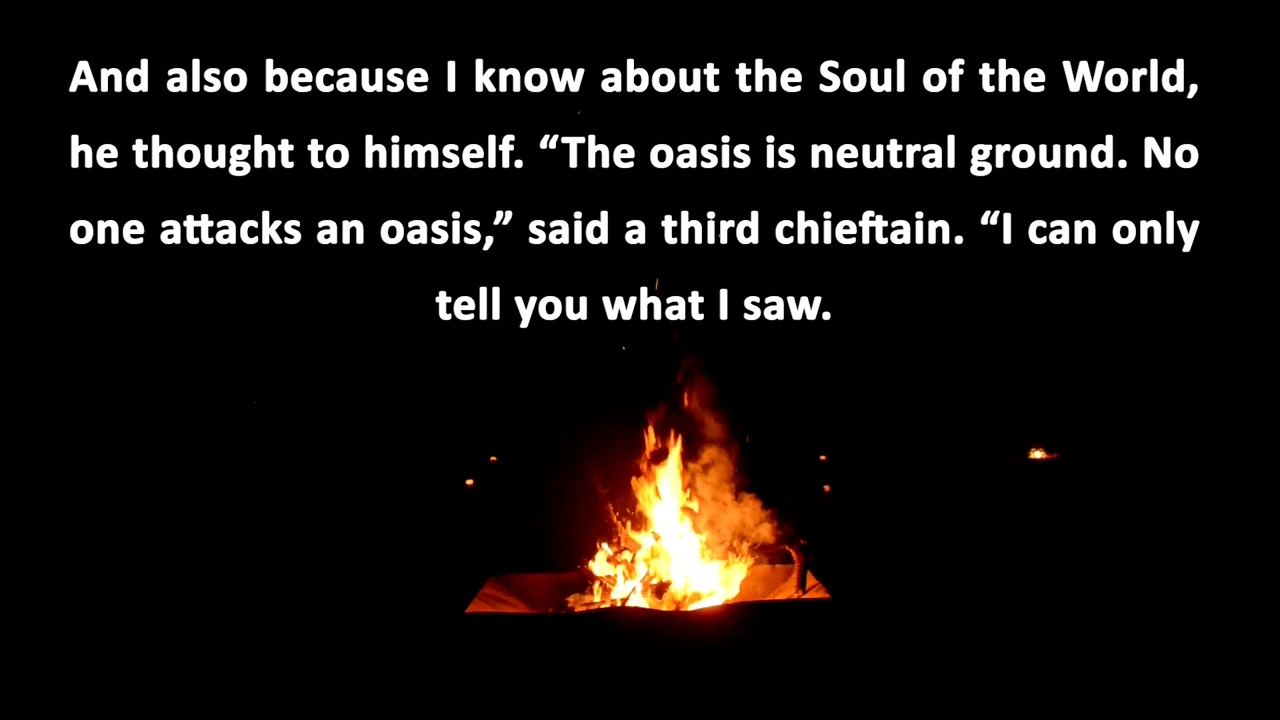 And also because I know about the Soul of the World,
he thought to himself. “The oasis is neutral ground. No
one attacks an oasis,” said a third chieftain. “I can only
tell you what I saw.